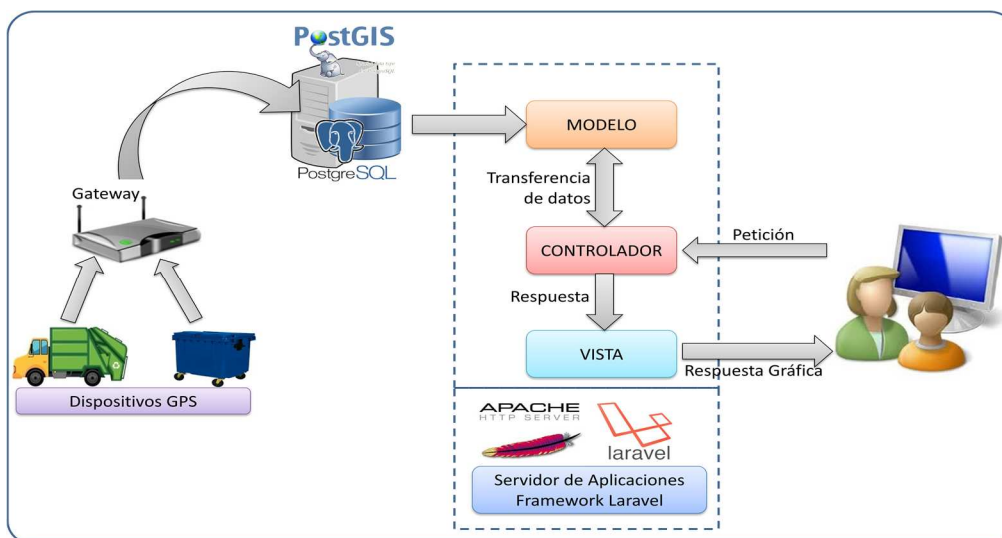 PostGIS
PostgreSQL
Gateway
Dispositivos GPS
MODELO
Transferencia
de datos
CONTROLADOR
Petición
Respuesta
VISTA
Respuesta Gráfica
APACHE
HTTP SERVER
laravel
Servidor de Aplicaciones
Framework Laravel